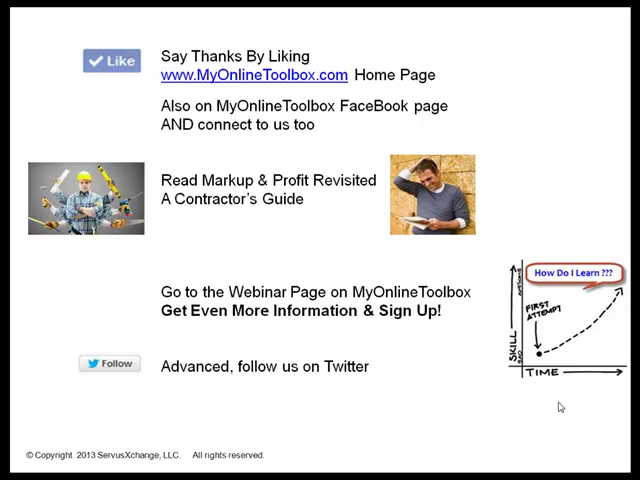 Like
Say Thanks By Liking
www.MyOnlineToolbox.com Home Page
Also on MyOnlineToolbox FaceBook page
AND connect to us too
Read Markup & Profit Revisited
A Contractor's Guide
How Do I Learn ???
AWESOME
FIRST
ATTEMPT
SKILL
BAD
TIME
Go to the Webinar Page on MyOnlineToolbox
Get Even More Information & Sign Up!
Follow
Advanced, follow us on Twitter
© Copyright 2013 ServusXchange, LLC. All rights reserved.